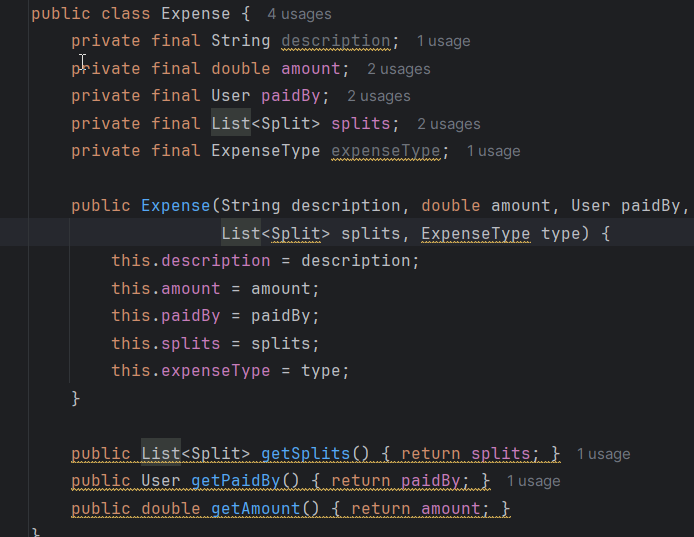 public class Expense {  4 usages
    private final String description;  1 usage
    private final double amount;  2 usages
    private final User paidBy;  2 usages
    private final List<Split> splits;  2 usages
    private final ExpenseType expenseType;  1 usage
    public Expense(String description, double amount, User paidBy,
                   List<Split> splits, ExpenseType type) {
        this.description = description;
        this.amount = amount;
        this.paidBy = paidBy;
        this.splits = splits;
        this.expenseType = type;
    }
    public List<Split> getSplits() { return splits; }  1 usage
    public User getPaidBy() { return paidBy; }  1 usage
    public double getAmount() { return amount; }
}